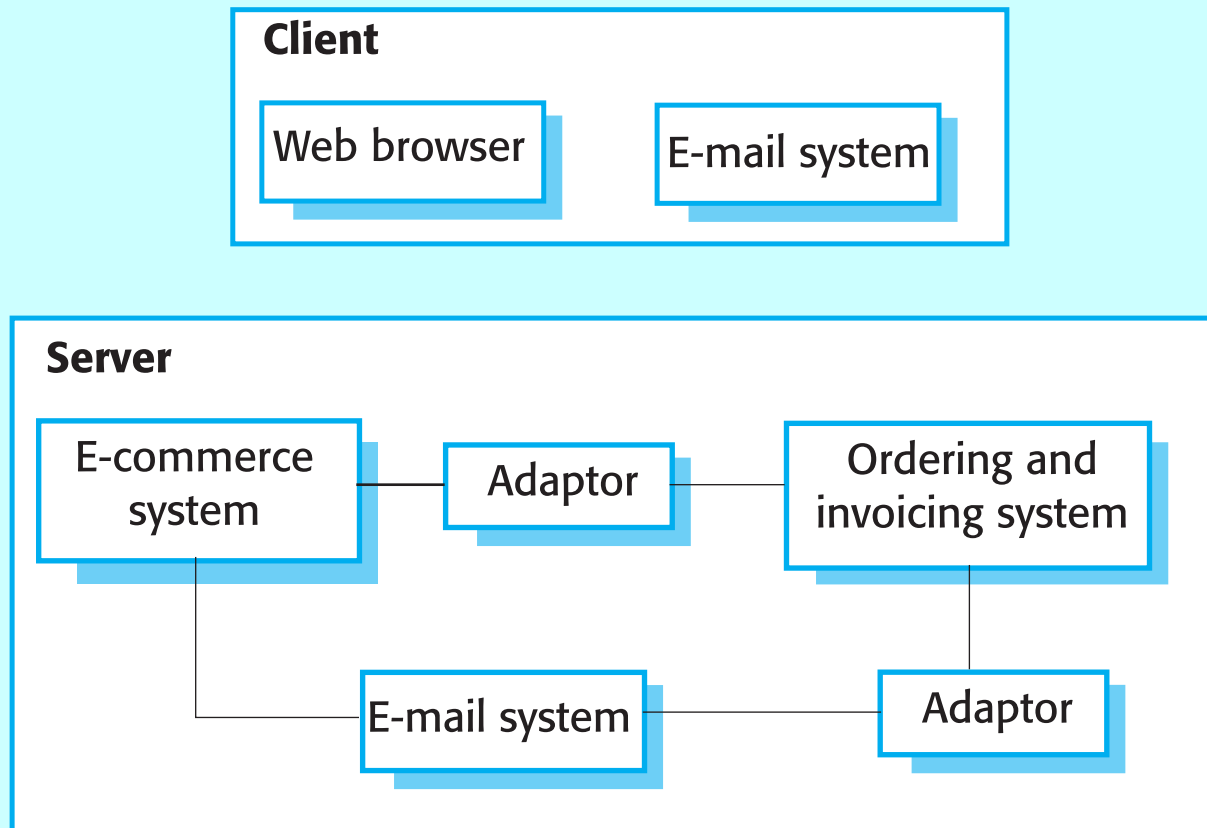 Client
Web browser
E-mail system
Server
E-commerce
system
Adaptor
Ordering and
invoicing system
E-mail system
Adaptor